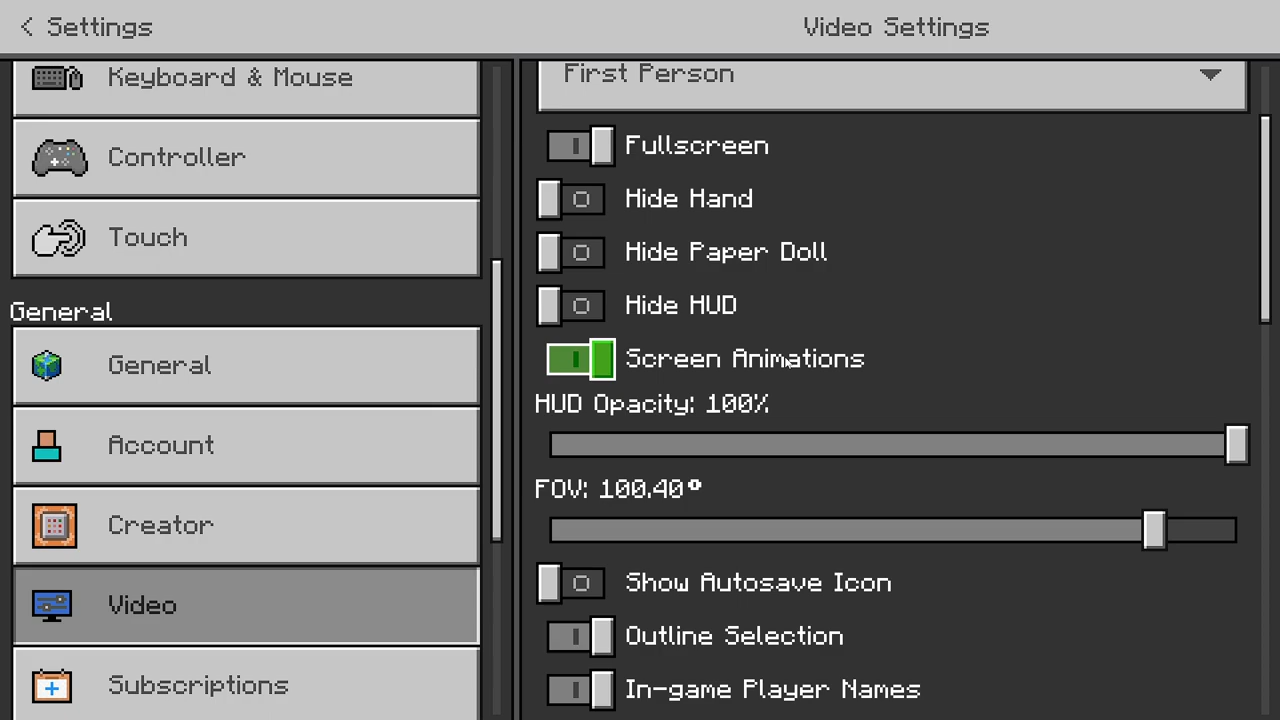 Settings
Video Settings
Keyboard & Mouse
Controller
Touch
General
General
Account
Creator
Video
Subscriptions
First Person
Fullscreen
Hide Hand
Hide Paper Doll
Hide HUD
Screen Animations
HUD Opacity: 100%
FOV: 100.40°
Show Autosave Icon
Outline Selection
In-game Player Names